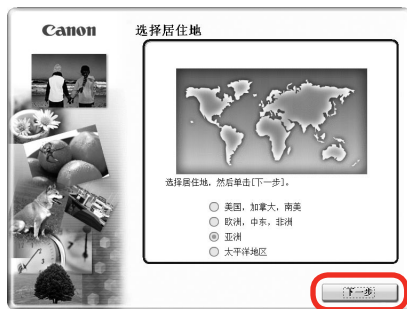 Canon
选择居住地
选择居住地，然后单击[下一步]。
美国，加拿大，南美
欧洲，中东，非洲
亚洲
太平洋地区
下一步